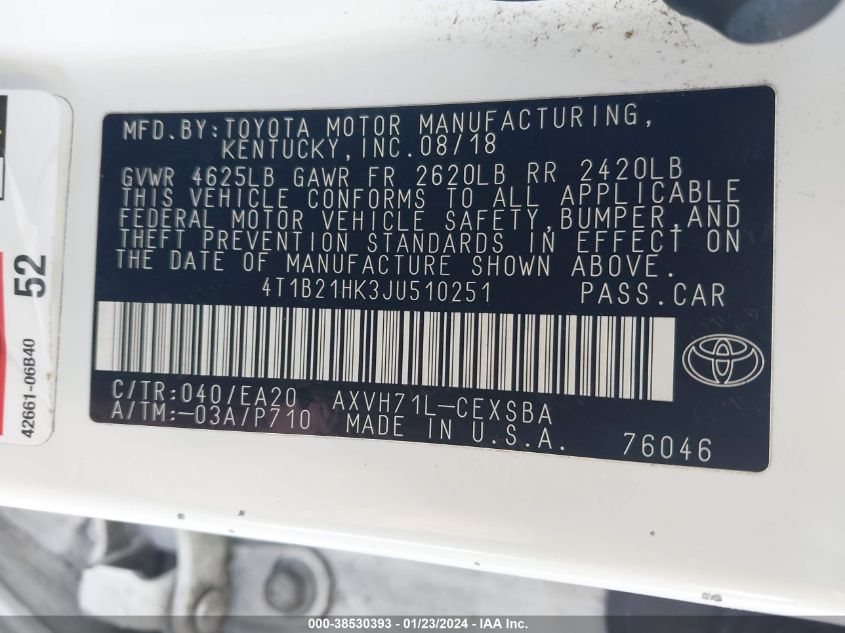 MFD.BY:TOYOTA MOTOR MANUFACTURING,
KENTUCKY,INC.08/18
GVWR 4625LB GAWR FR 2620LB RR 2420LB
THIS VEHICLE CONFORMS TO ALL APPLICABLE
FEDERAL MOTOR VEHICLE SAFETY,BUMPER,AND
THEFT PREVENTION STANDARDS IN EFFECT ON
THE DATE OF MANUFACTURE SHOWN ABOVE.
4T1B21HK3JU510251 PASS.CAR
C/TR:040/EA20 AXVH71L-CEXSBA
A/TM:-03A/P710 MADE IN U.S.A. 76046
52
42661-06B40
000-38530393 - 01/23/2024 - IAA Inc.